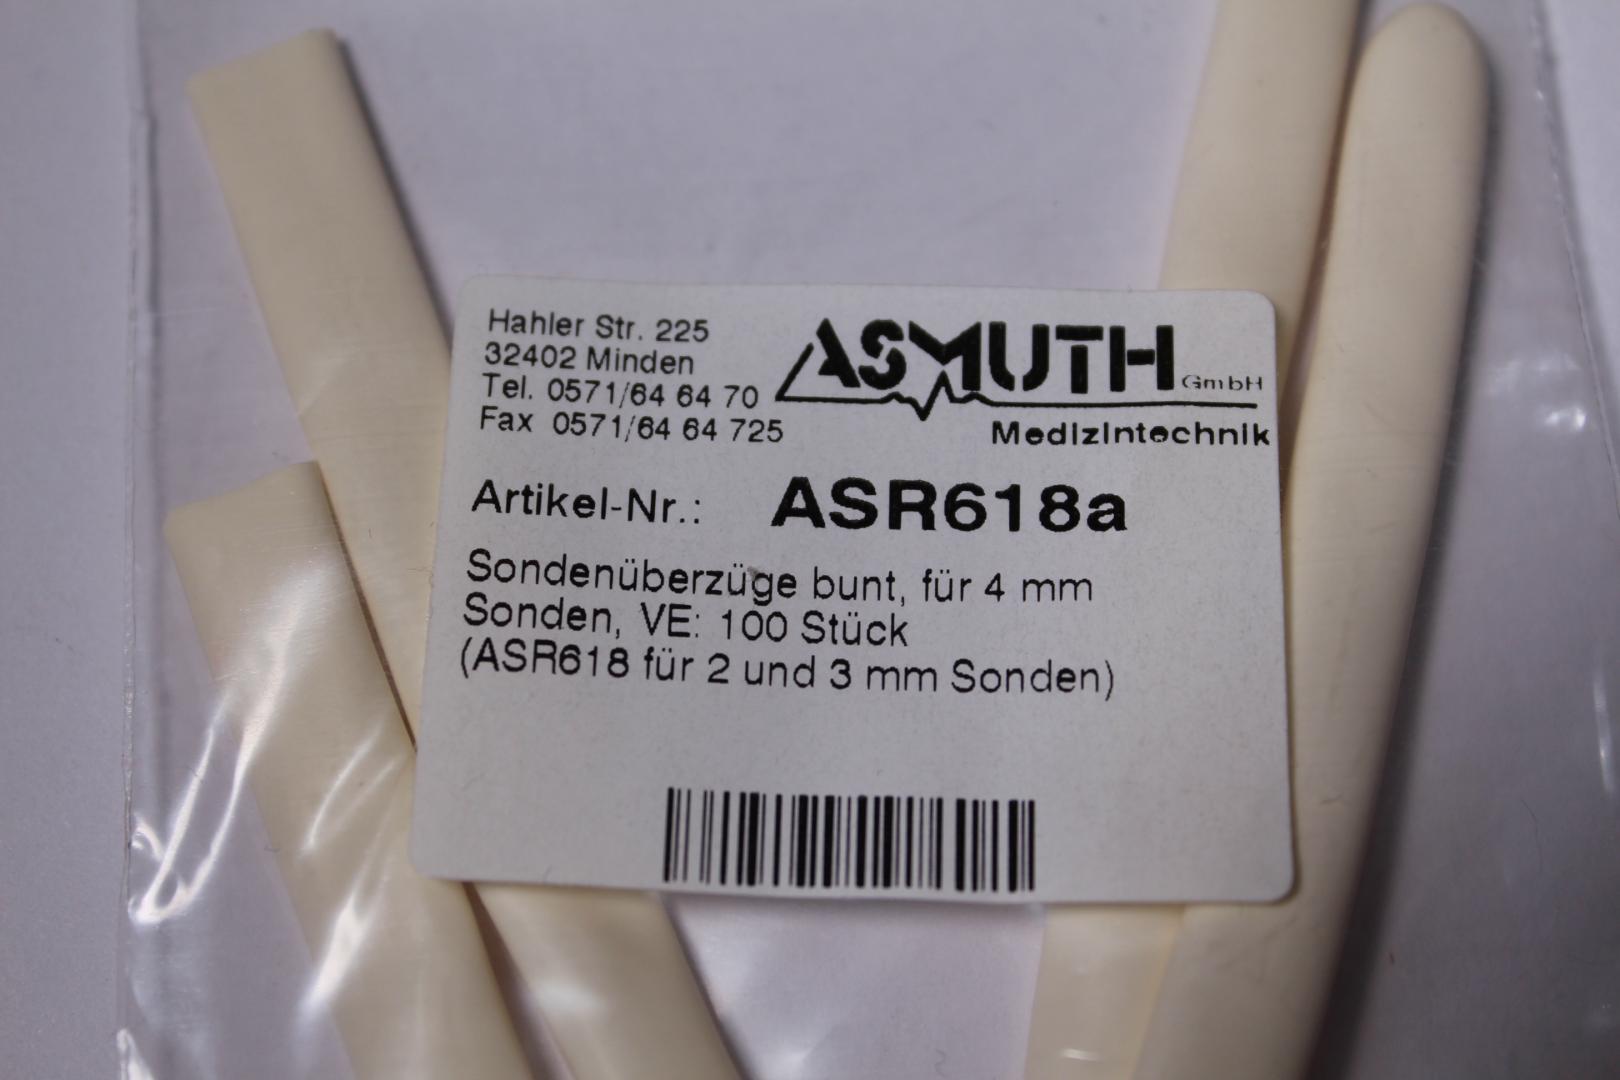 Hahler Str. 225
32402 Minden
Tel. 0571/64 64 70
Fax 0571/64 64 725
ASMUTH GmbH
Medizintechnik
Artikel-Nr.: ASR618a
Sondenüberzüge bunt, für 4 mm
Sonden, VE: 100 Stück
(ASR618 für 2 und 3 mm Sonden)